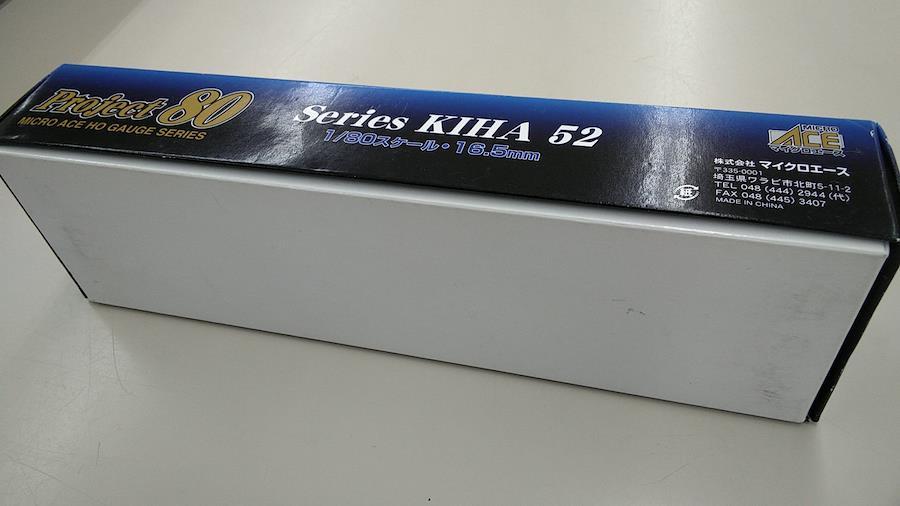 Project 80
MICRO ACE HO GAUGE SERIES
Series KIHA 52
1/80スケール・16.5mm
MICRO
ACE
マイクロエース
株式会社 マイクロエース
〒335-0001
埼玉県ワラビ市北町5-11-2
TEL 048 (444) 2944 (代)
FAX 048 (445) 3407
MADE IN CHINA
紙